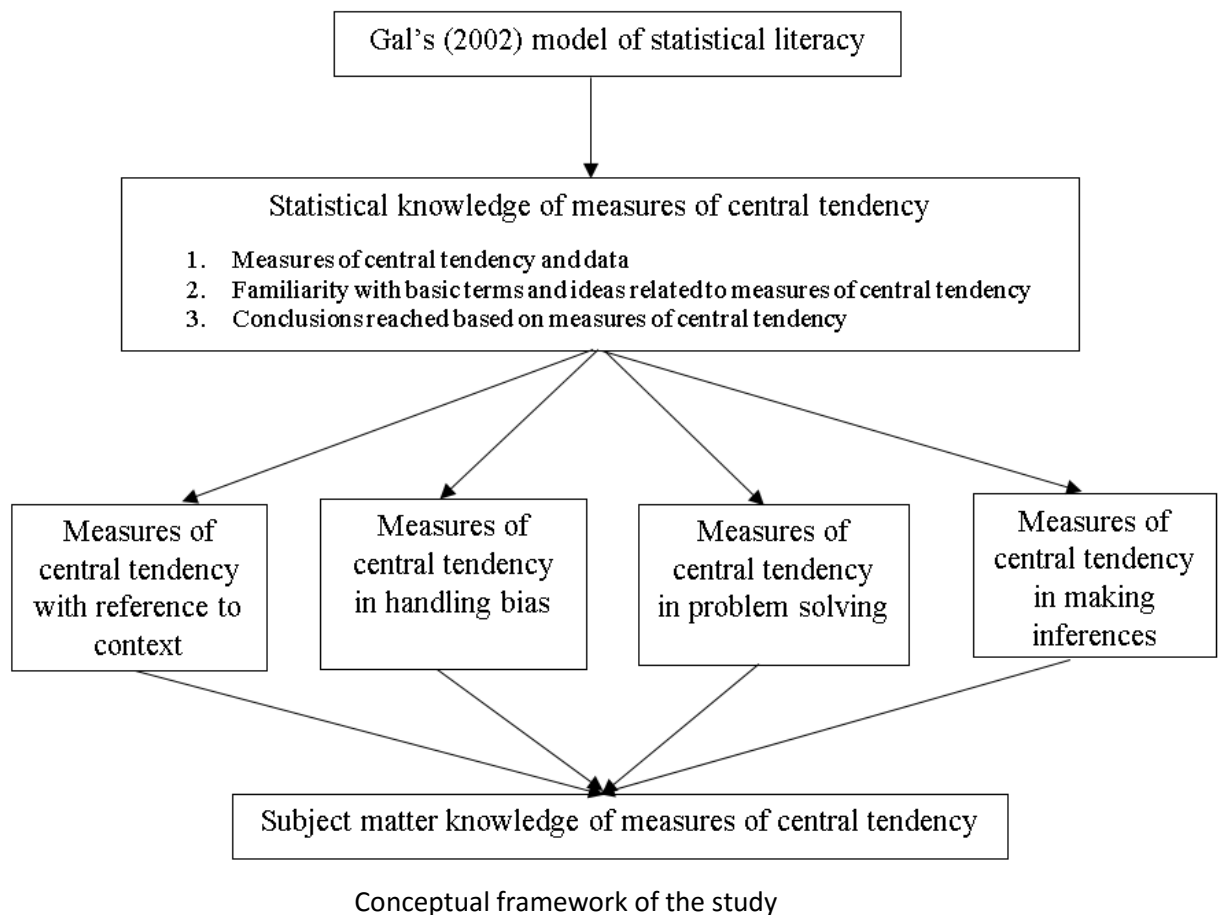 Gal’s (2002) model of statistical literacy
Statistical knowledge of measures of central tendency
1. Measures of central tendency and data
2. Familiarity with basic terms and ideas related to measures of central tendency
3. Conclusions reached based on measures of central tendency
Measures of
central tendency
with reference to
context
Measures of
central tendency
in handling bias
Measures of
central tendency
in problem solving
Measures of
central tendency
in making
inferences
Subject matter knowledge of measures of central tendency
Conceptual framework of the study